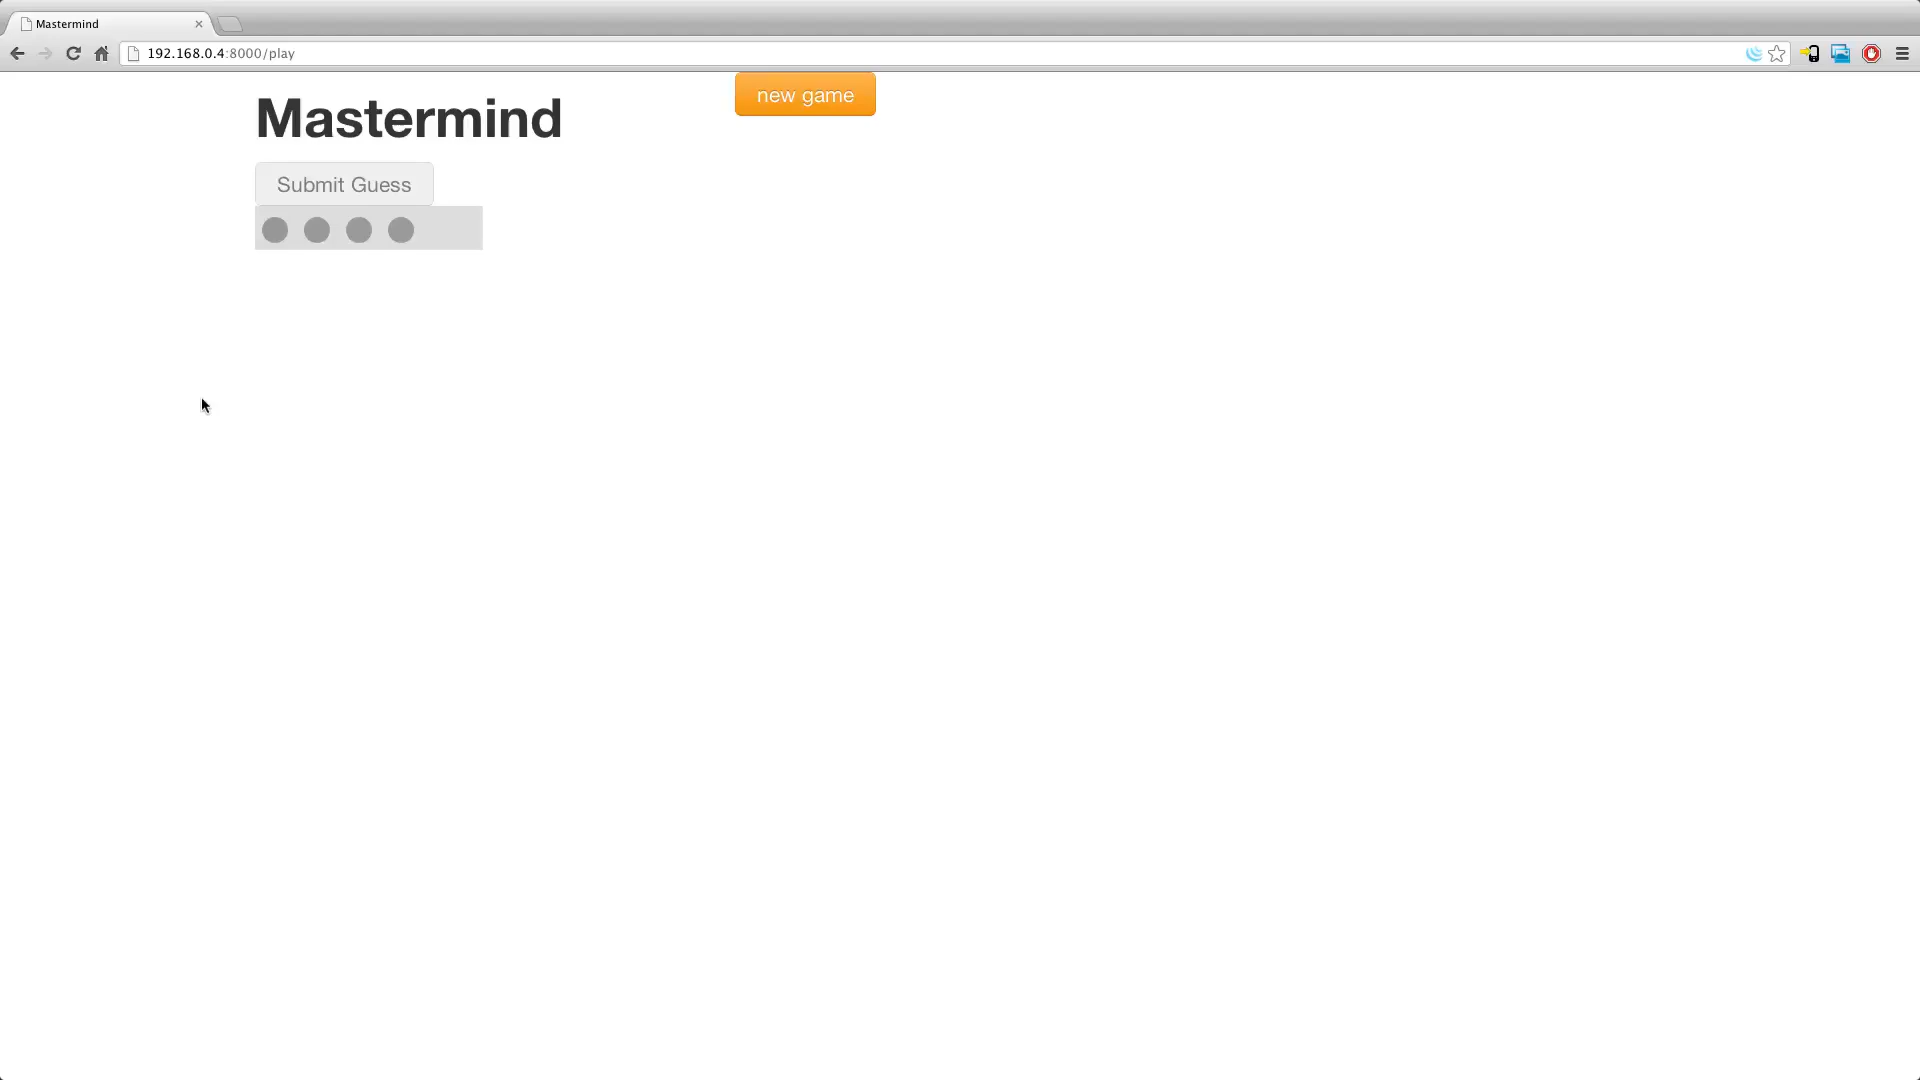 Mastermind
192.168.0.4:8000/play
new game
Mastermind
Submit Guess